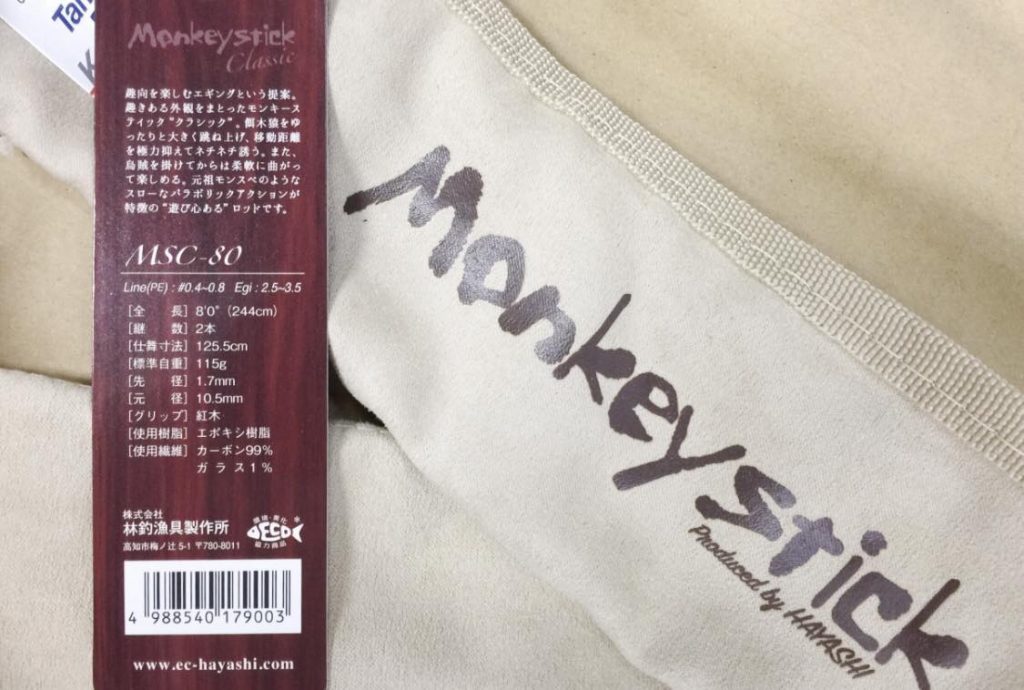 Tan
K
Monkeystick
Classic
趣向を楽しむエギングという提案。
趣きある外観をまとったモンキース
ティック"クラシック"。餌木猿をゆ
ったりと大きく跳ね上げ、移動距離
を極力抑えてネチネチ誘う。また、
烏賊を掛けてからは柔軟に曲がっ
て楽しめる。元祖モンスペのような
スローなパラボリックアクションが
特徴の"遊び心ある"ロッドです。
MSC-80
Line(PE) : #0.4~0.8 Egi : 2.5~3.5
[全 長] 8'0" (244cm)
[継 数] 2本
[仕舞寸法] 125.5cm
[標準自重] 115g
[先 径] 1.7mm
[元 径] 10.5mm
[グリップ] 紅木
[使用樹脂] エポキシ樹脂
[使用繊維] カーボン99%
ガラス1%
株式会社
林釣漁具製作所
高知市梅ノ辻5-1 〒780-8011
環境・美化
ECO
協力商品
4 988540 179003
www.ec-hayashi.com
Monkeystick
Produced by HAYASHI